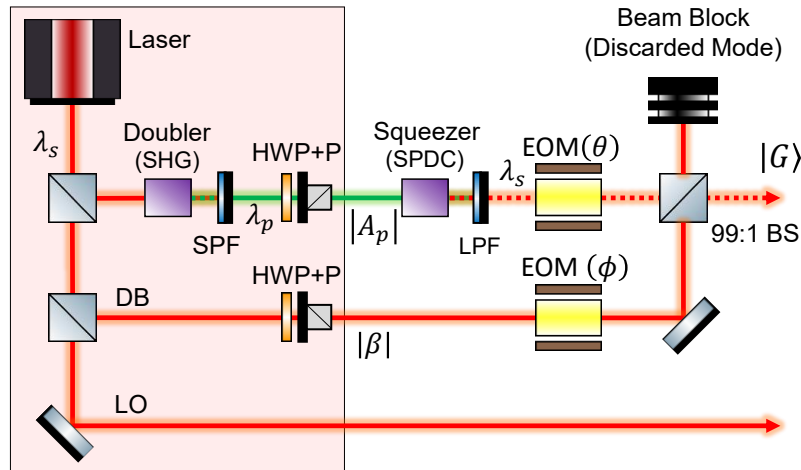 Laser
Beam Block
(Discarded Mode)
λ_s
Doubler
(SHG)
HWP+P
Squeezer
(SPDC)
λ_s
EOM(θ)
|G⟩
SPF
λ_p
|A_p|
LPF
99:1 BS
DB
HWP+P
EOM (ϕ)
|β|
LO